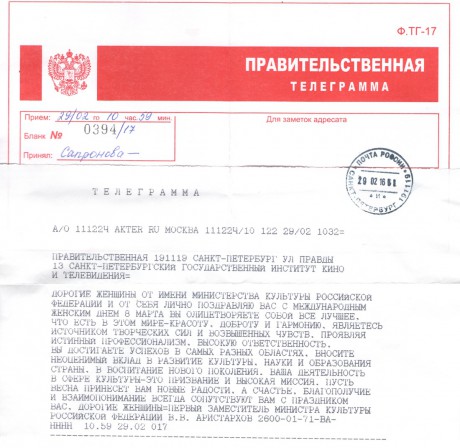 Ф.ТГ-17
ПРАВИТЕЛЬСТВЕННАЯ
ТЕЛЕГРАММА
Прием: 29/02 10 час. 59 мин.
Для заметок адресата
Бланк № 0394/17
Принял: Сапронова
ПОЧТА РОССИИ
29 02 16
САНКТ-ПЕТЕРБУРГ 191119
ТЕЛЕГРАММА
А/О 111224 АКТЕЯ RU МОСКВА 111224/10 122 29/02 1032=
ПРАВИТЕЛЬСТВЕННАЯ 191119 САНКТ-ПЕТЕРБУРГ УЛ ПРАВДЫ
13 САНКТ-ПЕТЕРБУРГСКИЙ ГОСУДАРСТВЕННЫЙ ИНСТИТУТ КИНО
И ТЕЛЕВИДЕНИЯ=
ДОРОГИЕ ЖЕНЩИНЫ ОТ ИМЕНИ МИНИСТЕРСТВА КУЛЬТУРЫ РОССИЙСКОЙ
ФЕДЕРАЦИИ И ОТ СЕБЯ ЛИЧНО ПОЗДРАВЛЯЮ ВАС С МЕЖДУНАРОДНЫМ
ЖЕНСКИМ ДНЕМ 8 МАРТА ВЫ ОЛИЦЕТВОРЯЕТЕ СОБОЙ ВСЕ ЛУЧШЕЕ.
ЧТО ЕСТЬ В ЭТОМ МИРЕ-КРАСОТУ. ДОБРОТУ И ГАРМОНИЮ. ЯВЛЯЕТЕСЬ
ИСТОЧНИКОМ ТВОРЧЕСКИХ СИЛ И ВОЗВЫШЕННЫХ ЧУВСТВ. ПРОЯВЛЯЯ
ИСТИННЫЙ ПРОФЕССИОНАЛИЗМ. ВЫСОКУЮ ОТВЕТСТВЕННОСТЬ.
ВЫ ДОСТИГАЕТЕ УСПЕХОВ В САМЫХ РАЗНЫХ ОБЛАСТЯХ. ВНОСИТЕ
НЕОЦЕНИМЫЙ ВКЛАД В РАЗВИТИЕ КУЛЬТУРЫ, НАУКИ И ОБРАЗОВАНИЯ
СТРАНЫ. В ВОСПИТАНИЕ НОВОГО ПОКОЛЕНИЯ. ВАША ДЕЯТЕЛЬНОСТЬ
В СФЕРЕ КУЛЬТУРЫ-ЭТО ПРИЗВАНИЕ И ВЫСОКАЯ МИССИЯ. ПУСТЬ
ВЕСНА ПРИНЕСЕТ ВАМ НОВЫЕ РАДОСТИ. А СЧАСТЬЕ. БЛАГОПОЛУЧИЕ
И ВЗАИМОПОНИМАНИЕ ВСЕГДА СОПУТСТВУЮТ ВАМ С ПРАЗДНИКОМ
ВАС. ДОРОГИЕ ЖЕНЩИНЫ=ПЕРВЫЙ ЗАМЕСТИТЕЛЬ МИНИСТРА КУЛЬТУРЫ
РОССИЙСКОЙ ФЕДЕРАЦИИ В.В. АРИСТАРХОВ 2600-01-71-ВА-
НННН 10.59 29.02 017